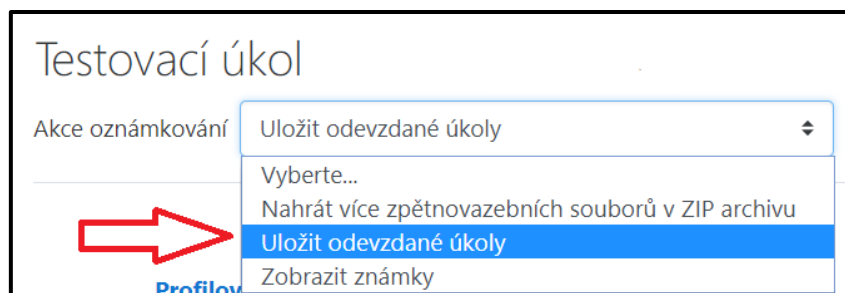 Testovací úkol
Akce oznámkování Uložit odevzdané úkoly
Vyberte...
Nahrát více zpětnovazebních souborů v ZIP archivu
Uložit odevzdané úkoly
Zobrazit známky
Profilov